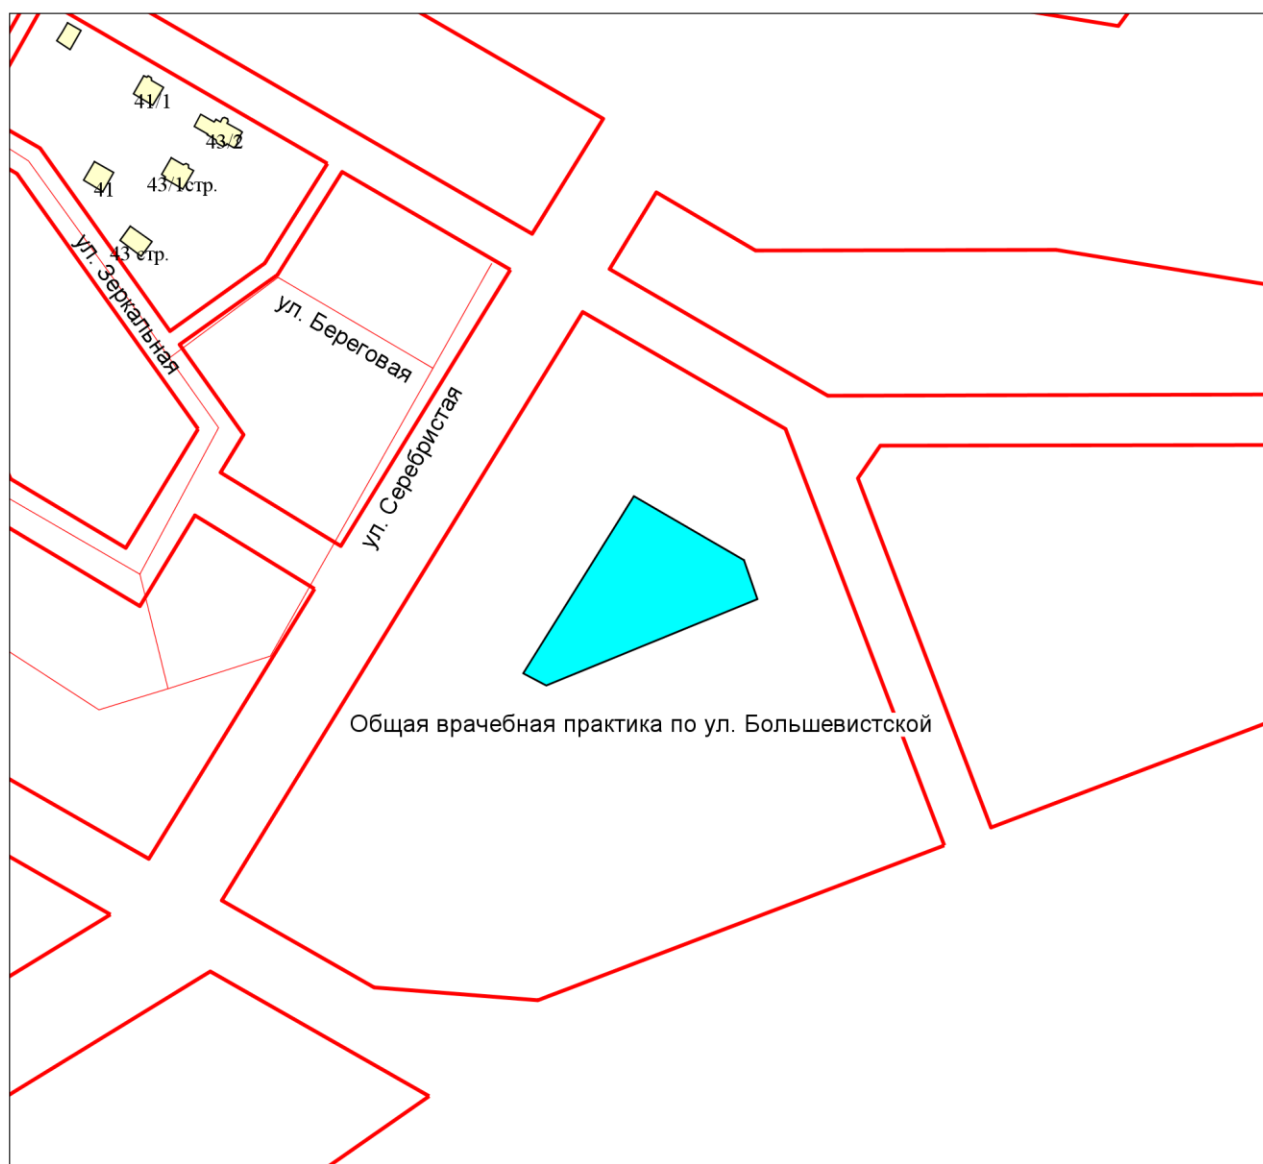 41/1
43/2
41
43/1стр.
43 стр.
ул. Зеркальная
ул. Береговая
ул. Серебристая
Общая врачебная практика по ул. Большевистской